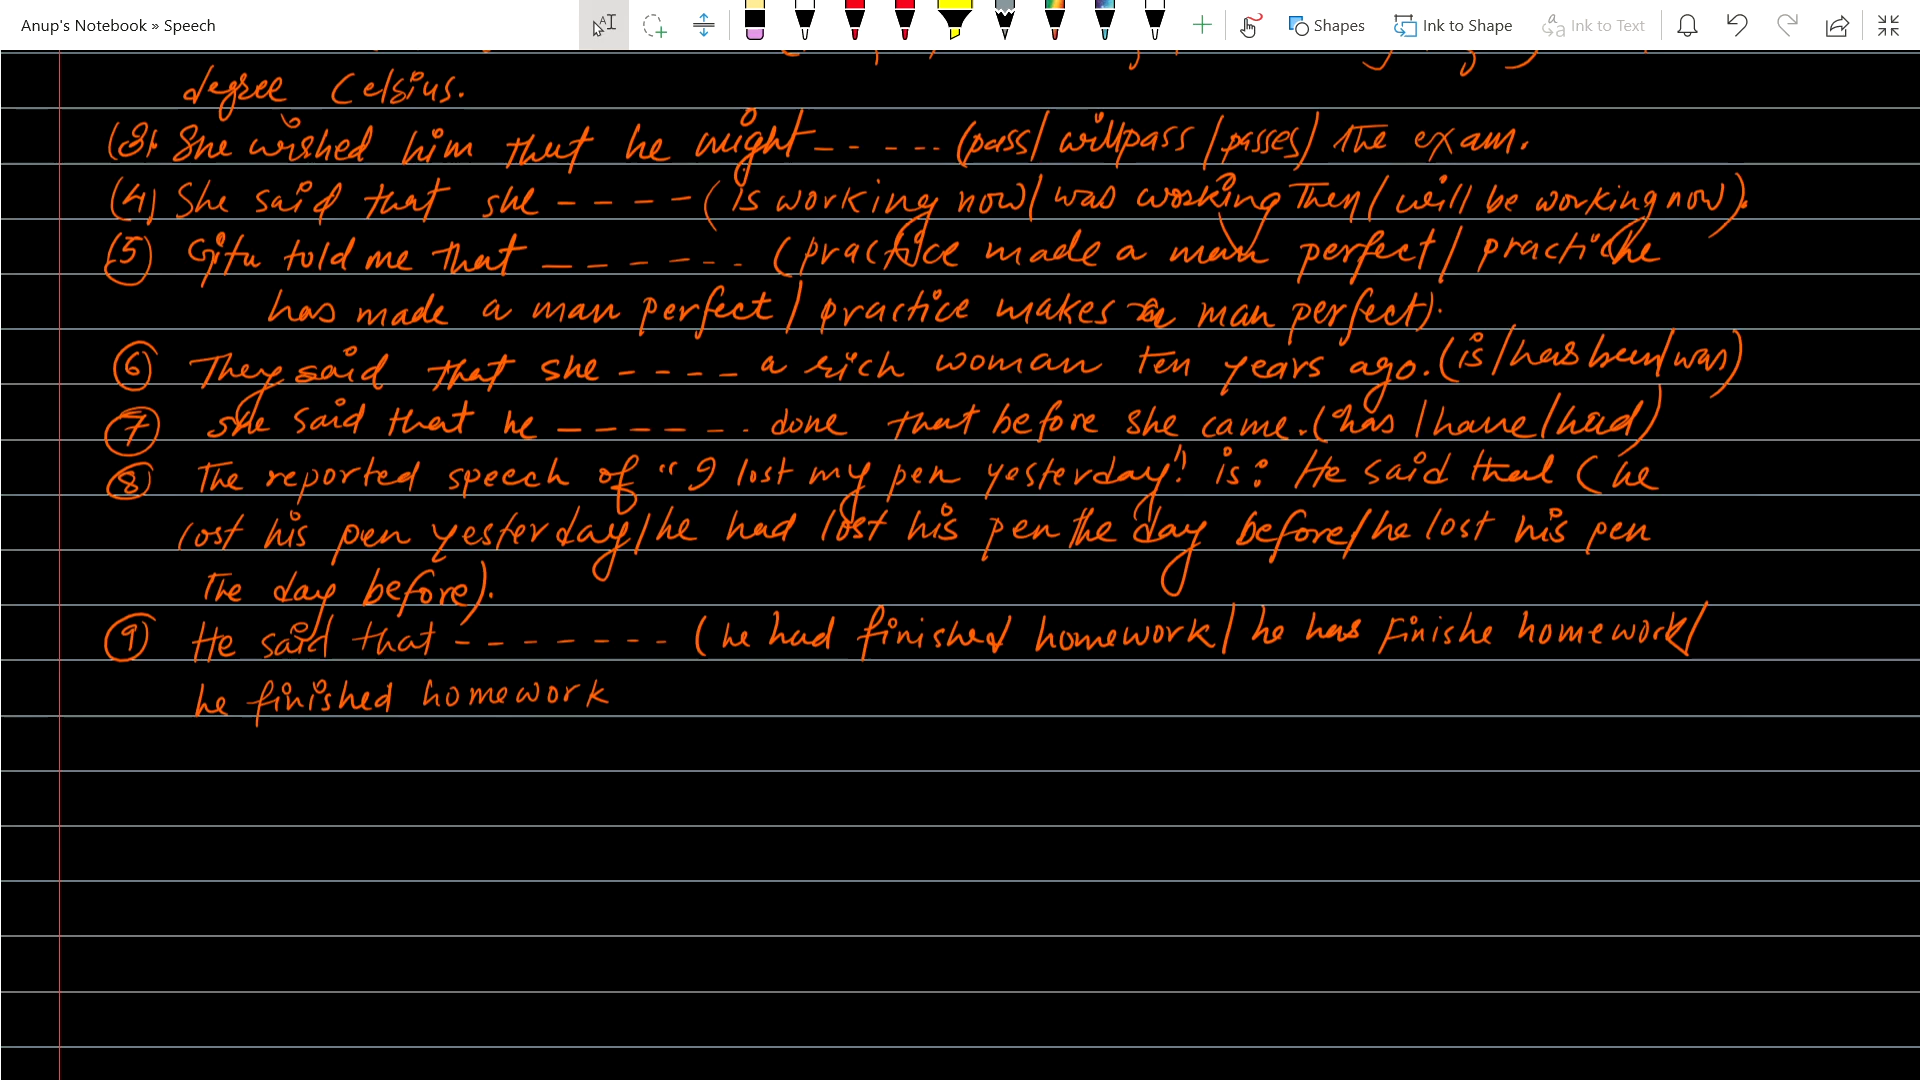 Anup's Notebook » Speech
Shapes
Ink to Shape
Ink to Text
degree Celsius.
(3). She wished him that he might ------ (pass/ willpass /passes) the exam.
(4) She said that she ---- (is working now/ was working Then/ will be working now).
(5) Gita told me that ------- (practice made a man perfect/ practiche
has made a man perfect / practice makes a man perfect).
(6) They said that she ---- a rich woman ten years ago. (is/has been/was)
(7) She said that he ------- done that before she came. (has / have / had)
(8) The reported speech of "I lost my pen yesterday" is: He said that (he
lost his pen yesterday/he had lost his pen the day before/he lost his pen
the day before).
(9) He said that -------- (he had finished homework/ he has finishe homework/
he finished homework